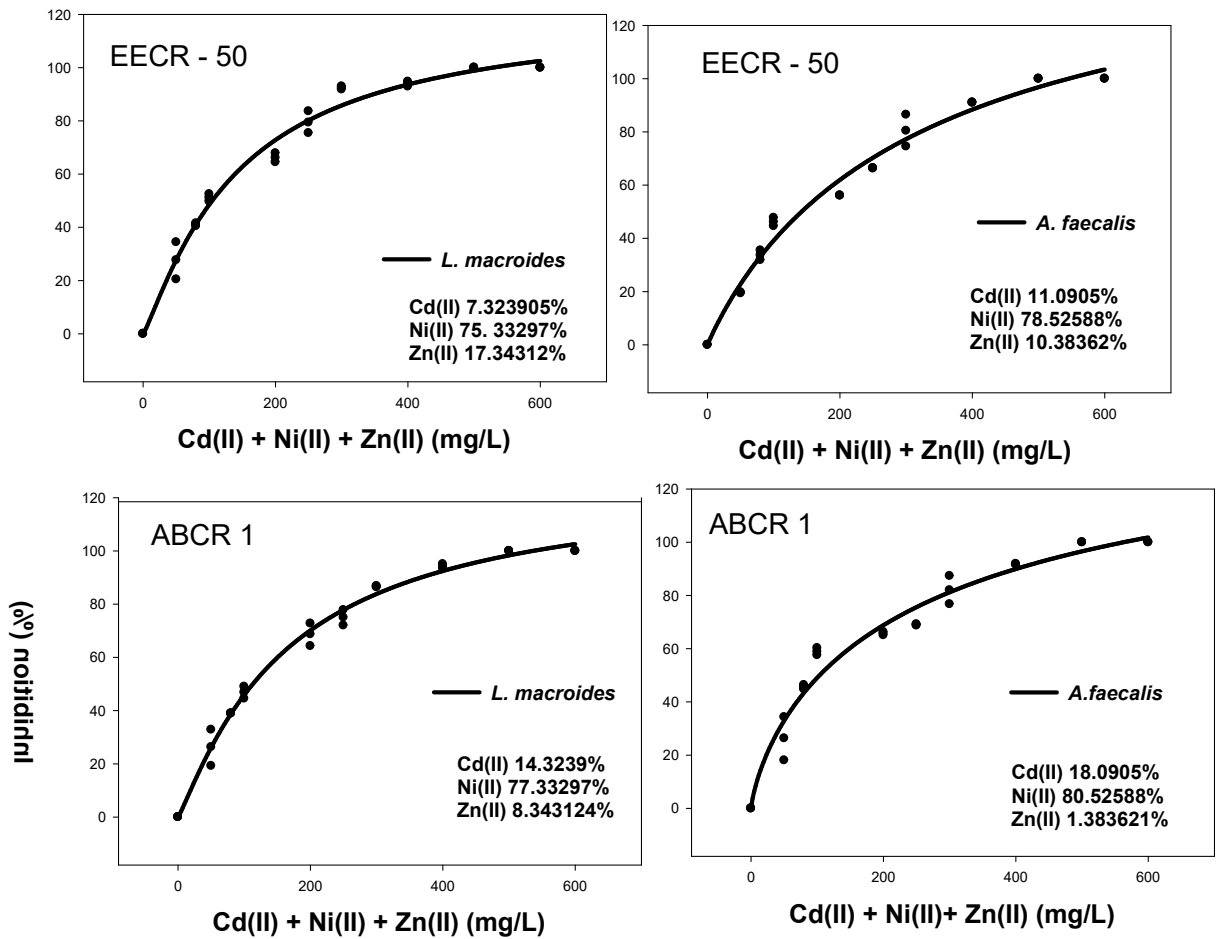 EECR - 50
120
100
80
60
40
20
0
L. macroides
Cd(II) 7.323905%
Ni(II) 75. 33297%
Zn(II) 17.34312%
0 200 400 600
Cd(II) + Ni(II) + Zn(II) (mg/L)
EECR - 50
120
100
80
60
40
20
0
A. faecalis
Cd(II) 11.0905%
Ni(II) 78.52588%
Zn(II) 10.38362%
0 200 400 600
Cd(II) + Ni(II) + Zn(II) (mg/L)
Inhibition (%)
ABCR 1
120
100
80
60
40
20
0
L. macroides
Cd(II) 14.3239%
Ni(II) 77.33297%
Zn(II) 8.343124%
0 200 400 600
Cd(II) + Ni(II) + Zn(II) (mg/L)
ABCR 1
120
100
80
60
40
20
0
A.faecalis
Cd(II) 18.0905%
Ni(II) 80.52588%
Zn(II) 1.383621%
0 200 400 600
Cd(II) + Ni(II)+ Zn(II) (mg/L)